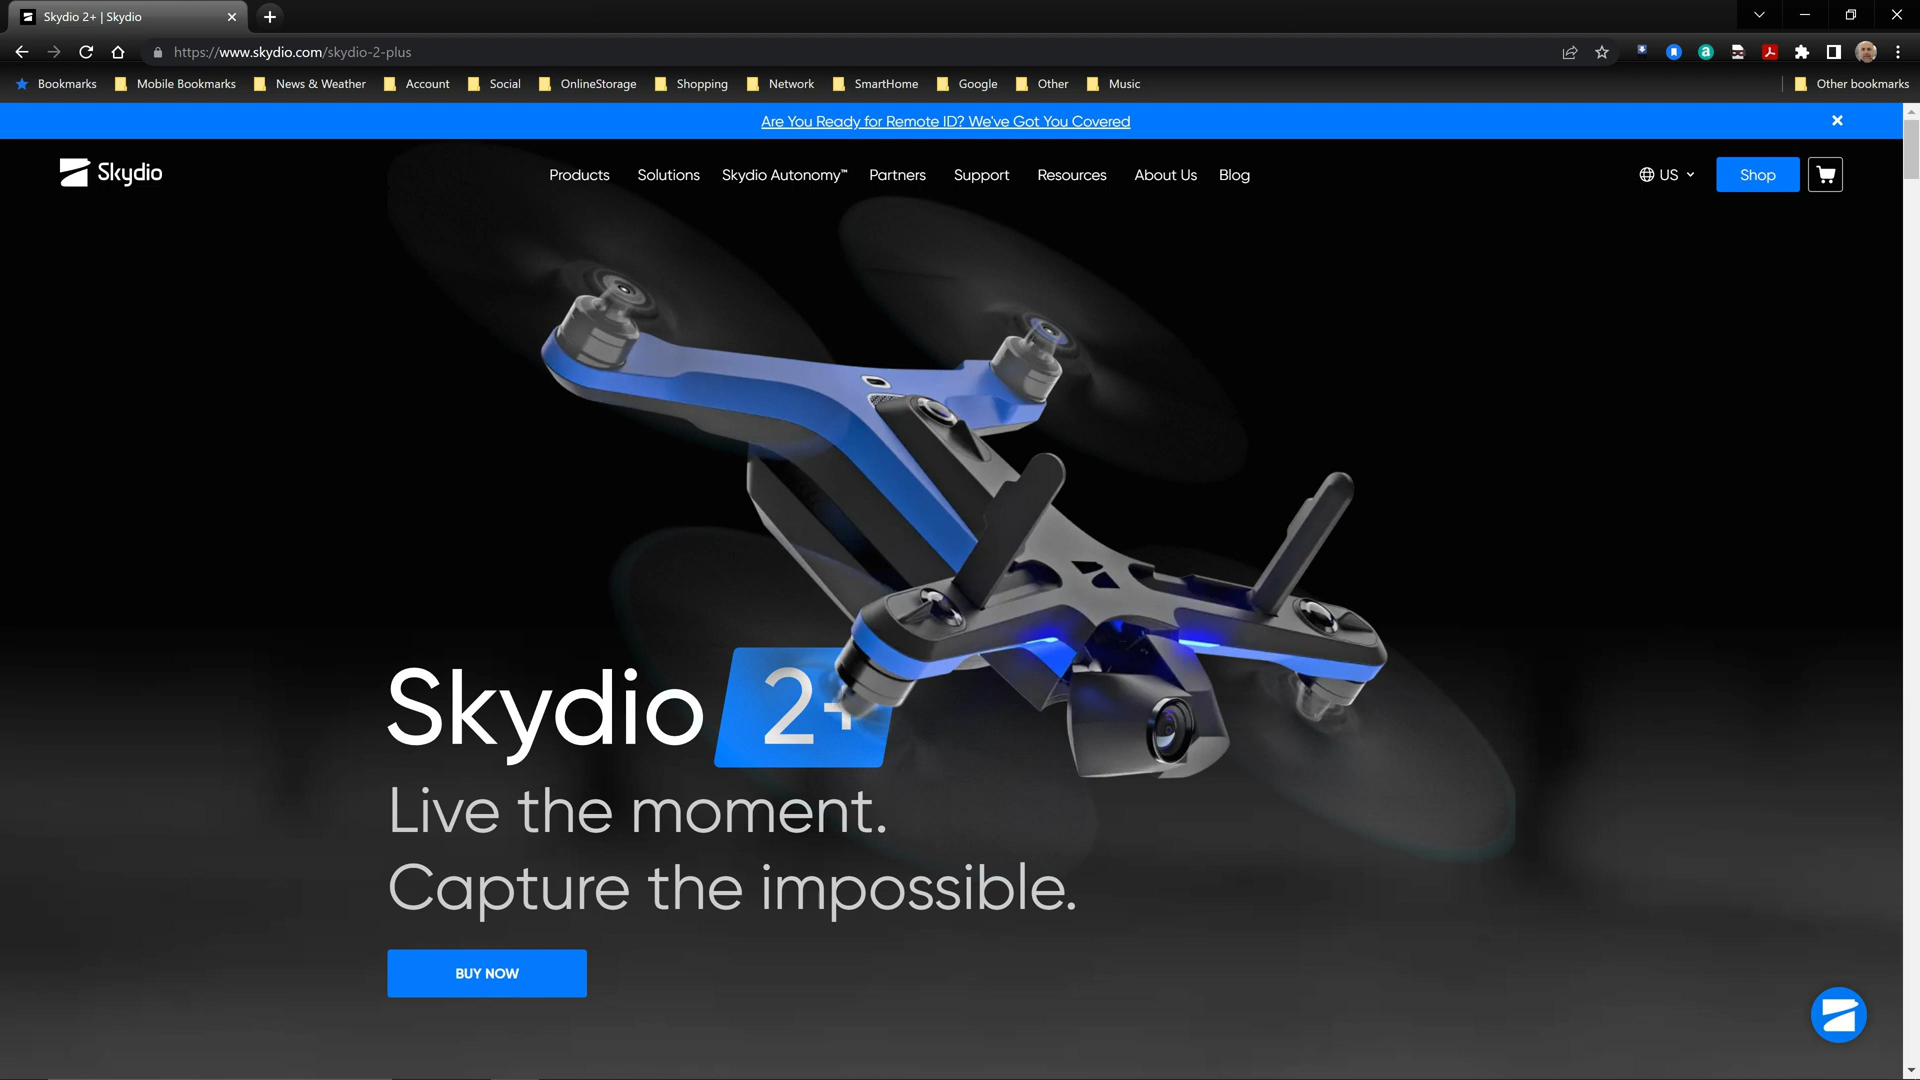 Skydio 2+ | Skydio
https://www.skydio.com/skydio-2-plus
Bookmarks Mobile Bookmarks News & Weather Account Social OnlineStorage Shopping Network SmartHome Google Other Music Other bookmarks
Are You Ready for Remote ID? We've Got You Covered
Skydio Products Solutions Skydio Autonomy™ Partners Support Resources About Us Blog US Shop
Skydio 2+
Live the moment.
Capture the impossible.
BUY NOW